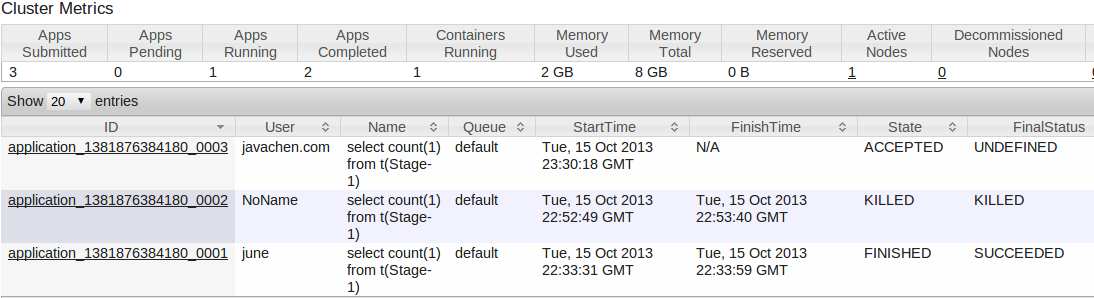 Cluster Metrics
Apps Submitted Apps Pending Apps Running Apps Completed Containers Running Memory Used Memory Total Memory Reserved Active Nodes Decommissioned Nodes
3 0 1 2 1 2 GB 8 GB 0 B 1 0
Show 20 entries
ID User Name Queue StartTime FinishTime State FinalStatus
application_1381876384180_0003 javachen.com select count(1) default Tue, 15 Oct 2013 N/A ACCEPTED UNDEFINED
from t(Stage- 23:30:18 GMT
1)
application_1381876384180_0002 NoName select count(1) default Tue, 15 Oct 2013 Tue, 15 Oct 2013 KILLED KILLED
from t(Stage- 22:52:49 GMT 22:53:40 GMT
1)
application_1381876384180_0001 june select count(1) default Tue, 15 Oct 2013 Tue, 15 Oct 2013 FINISHED SUCCEEDED
from t(Stage- 22:33:31 GMT 22:33:59 GMT
1)